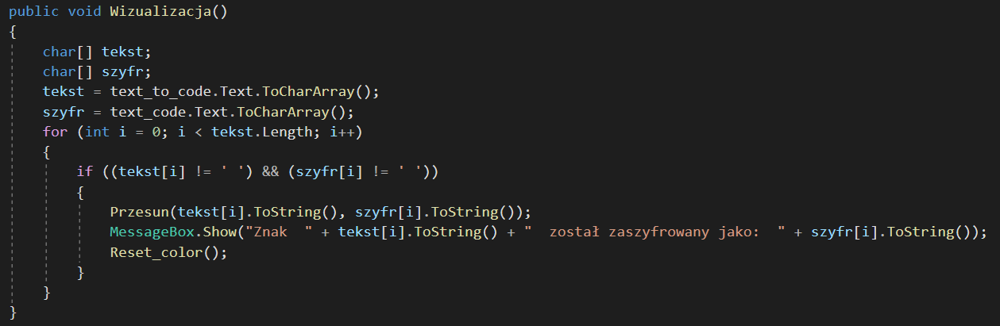 public void Wizualizacja()
{
char[] tekst;
char[] szyfr;
tekst = text_to_code.Text.ToCharArray();
szyfr = text_code.Text.ToCharArray();
for (int i = 0; i < tekst.Length; i++)
{
if ((tekst[i] != ' ') && (szyfr[i] != ' '))
{
Przesun(tekst[i].ToString(), szyfr[i].ToString());
MessageBox.Show("Znak  " + tekst[i].ToString() + "  został zaszyfrowany jako:  " + szyfr[i].ToString());
Reset_color();
}
}
}